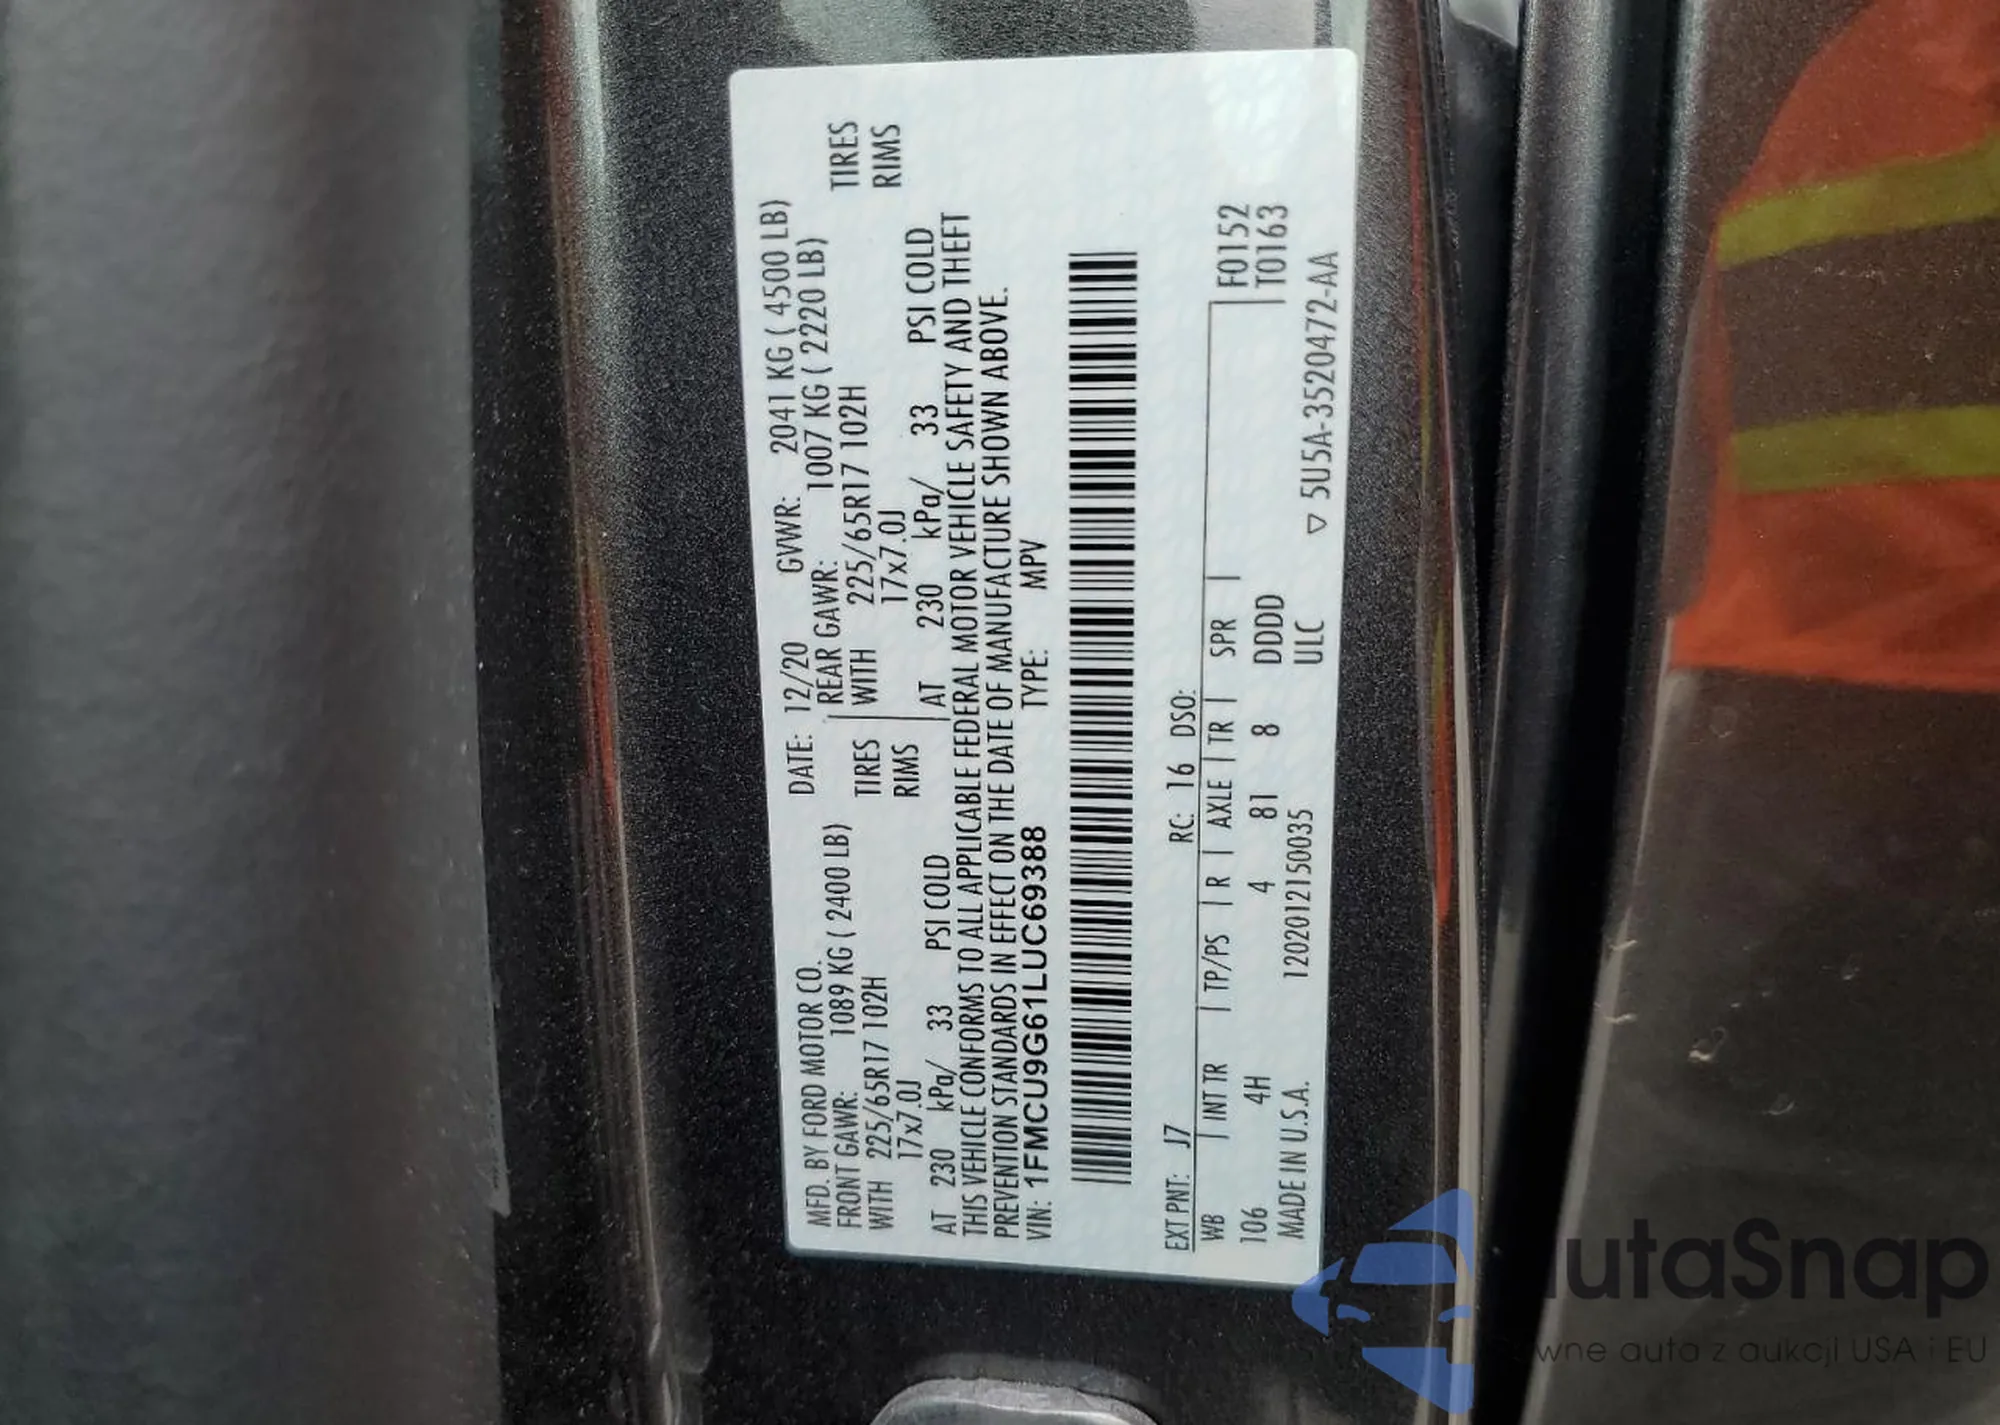 MFD. BY FORD MOTOR CO. DATE: 12/20 GVWR: 2041 KG ( 4500 LB)
FRONT GAWR: 1089 KG ( 2400 LB) REAR GAWR: 1007 KG ( 2220 LB)
WITH 225/65R17 102H TIRES WITH 225/65R17 102H TIRES
17x7.0J RIMS 17x7.0J RIMS
AT 230 kPa/ 33 PSI COLD AT 230 kPa/ 33 PSI COLD
THIS VEHICLE CONFORMS TO ALL APPLICABLE FEDERAL MOTOR VEHICLE SAFETY AND THEFT
PREVENTION STANDARDS IN EFFECT ON THE DATE OF MANUFACTURE SHOWN ABOVE.
VIN: 1FMCU9G61LUC69388 TYPE: MPV
EXT PNT: J7 RC: 16 DSO:
WB | INT TR | TP/PS | R | AXLE | TR | SPR | F0152
106 4H 4 81 8 DDDD T0163
MADE IN U.S.A. 1202012150035 ULC
▽ 5U5A-3520472-AA
AutaSnap
wne auta z aukcji USA i EU